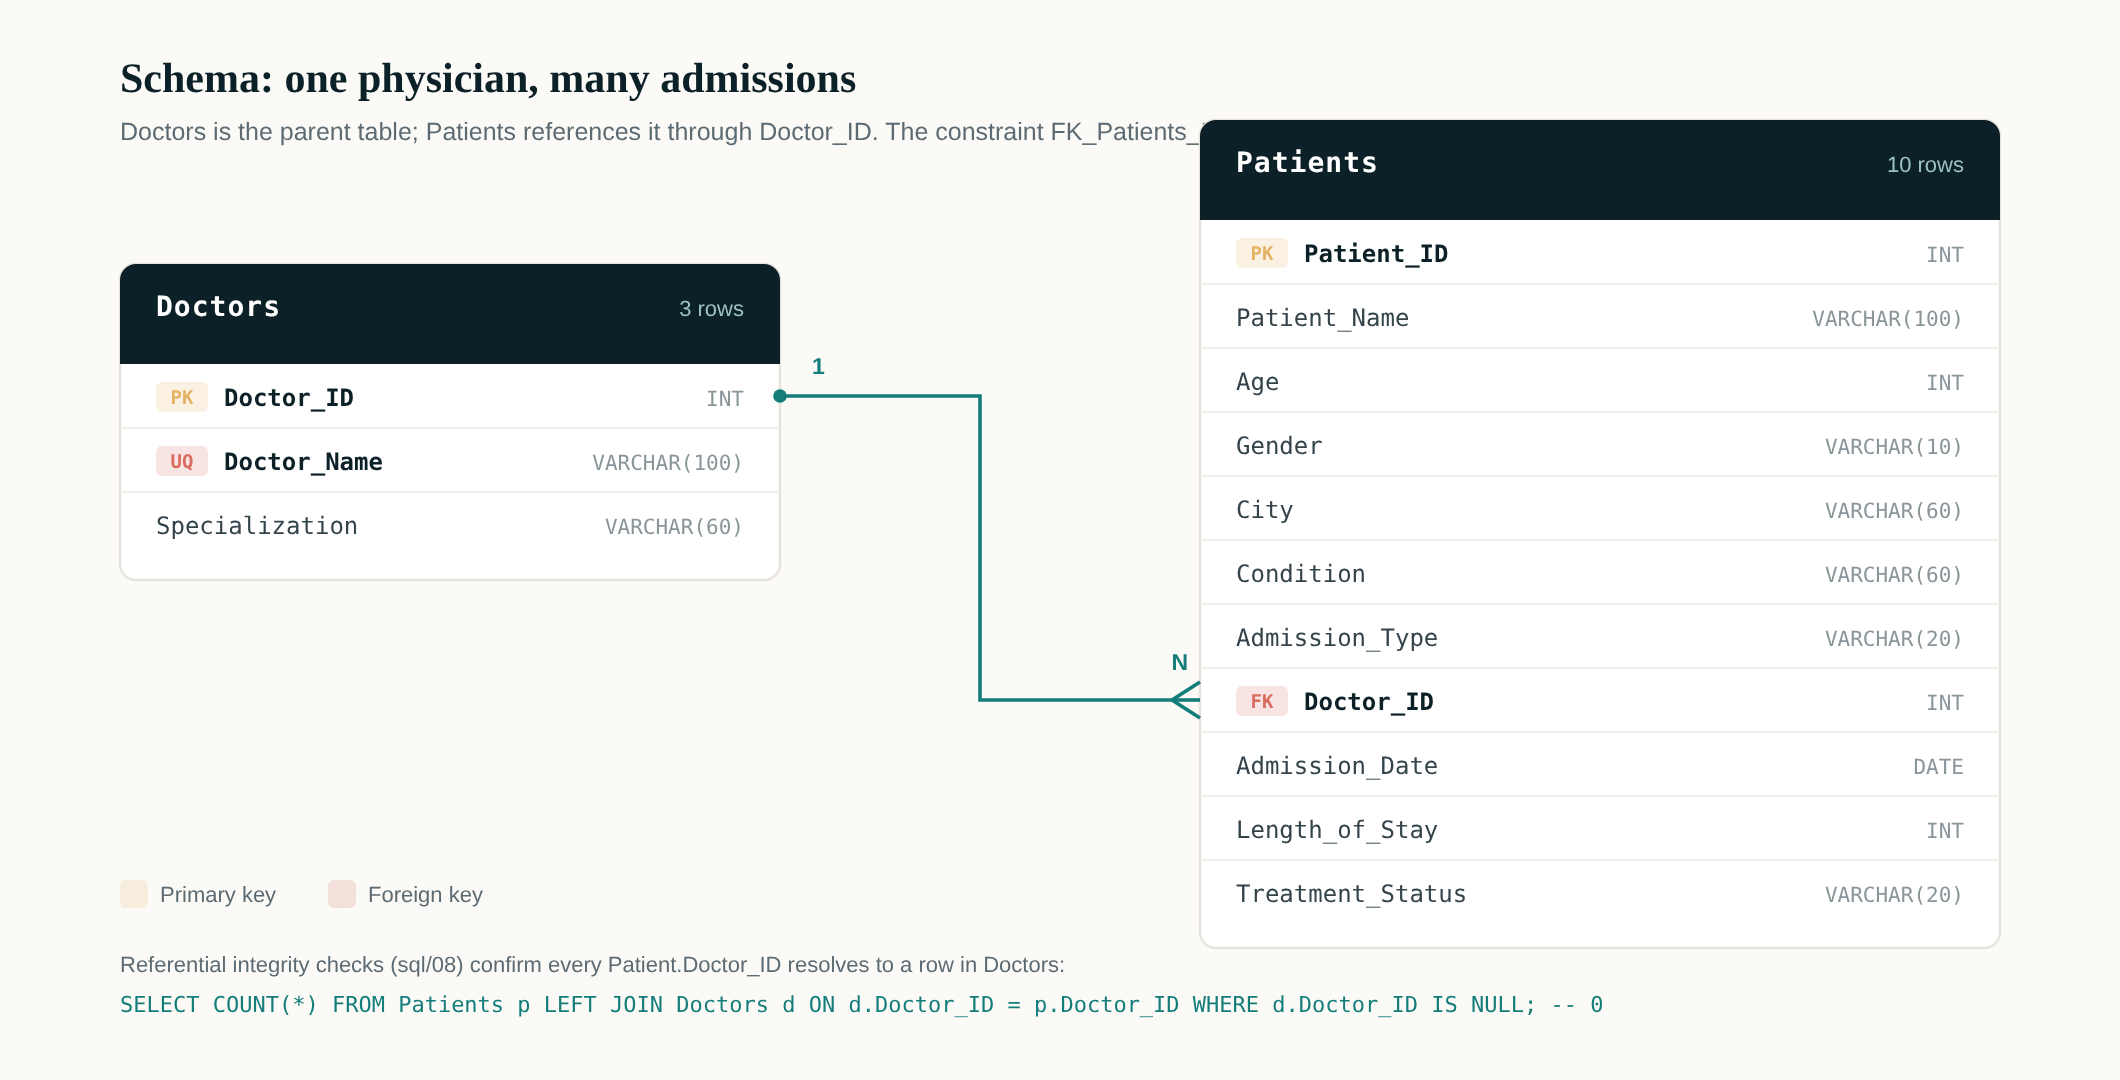 Schema: one physician, many admissions
Doctors is the parent table; Patients references it through Doctor_ID. The constraint FK_Patients_
Doctors 3 rows
PK Doctor_ID INT
UQ Doctor_Name VARCHAR(100)
Specialization VARCHAR(60)
1
N
Patients 10 rows
PK Patient_ID INT
Patient_Name VARCHAR(100)
Age INT
Gender VARCHAR(10)
City VARCHAR(60)
Condition VARCHAR(60)
Admission_Type VARCHAR(20)
FK Doctor_ID INT
Admission_Date DATE
Length_of_Stay INT
Treatment_Status VARCHAR(20)
Primary key Foreign key
Referential integrity checks (sql/08) confirm every Patient.Doctor_ID resolves to a row in Doctors:
SELECT COUNT(*) FROM Patients p LEFT JOIN Doctors d ON d.Doctor_ID = p.Doctor_ID WHERE d.Doctor_ID IS NULL; -- 0